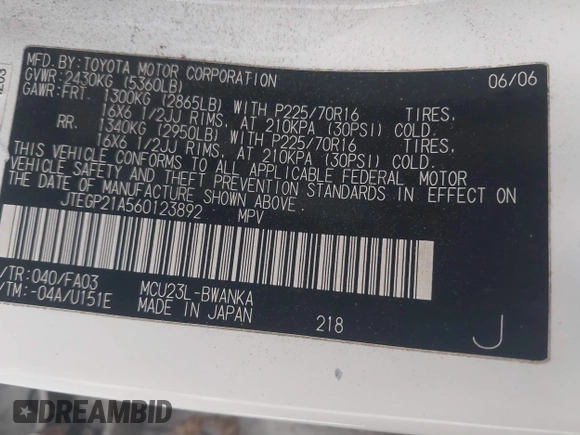 MFD. BY: TOYOTA MOTOR CORPORATION 06/06
GVWR: 2430KG (5360LB)
GAWR: FRT. 1300KG (2865LB) WITH P225/70R16 TIRES,
16X6 1/2JJ RIMS, AT 210KPA (30PSI) COLD.
RR. 1340KG (2950LB) WITH P225/70R16 TIRES,
16X6 1/2JJ RIMS, AT 210KPA (30PSI) COLD.
THIS VEHICLE CONFORMS TO ALL APPLICABLE FEDERAL MOTOR
VEHICLE SAFETY AND THEFT PREVENTION STANDARDS IN EFFECT ON
THE DATE OF MANUFACTURE SHOWN ABOVE.
JTEGP21A560123892 MPV
/TR: 040/FA03 MCU23L-BWANKA
/TM: -04A/U151E MADE IN JAPAN 218 J
DREAMBID